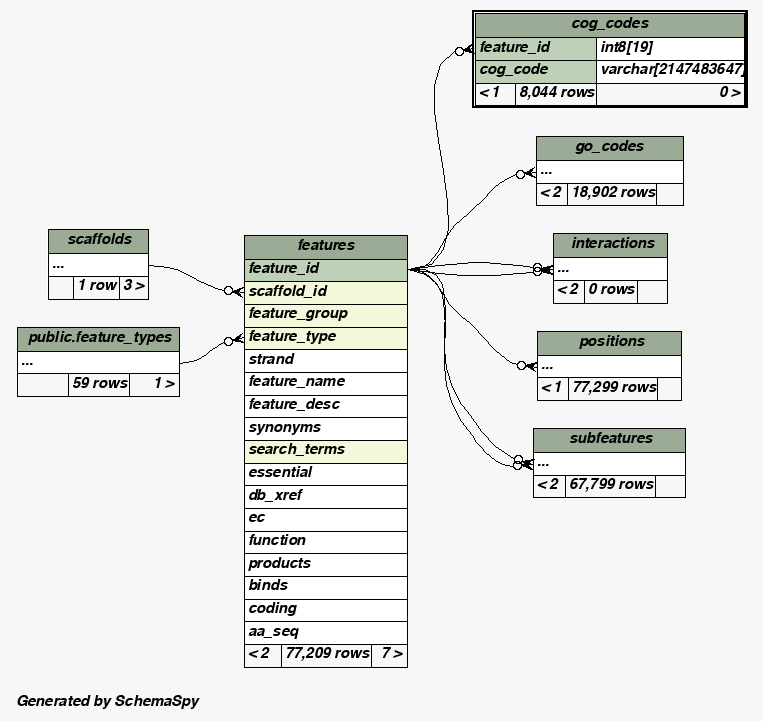 cog_codes
feature_id int8[19]
cog_code varchar[2147483647]
< 1 8,044 rows 0 >
go_codes
...
< 2 18,902 rows
interactions
...
< 2 0 rows
positions
...
< 1 77,299 rows
subfeatures
...
< 2 67,799 rows
scaffolds
...
1 row 3 >
public.feature_types
...
59 rows 1 >
features
feature_id
scaffold_id
feature_group
feature_type
strand
feature_name
feature_desc
synonyms
search_terms
essential
db_xref
ec
function
products
binds
coding
aa_seq
< 2 77,209 rows 7 >
Generated by SchemaSpy